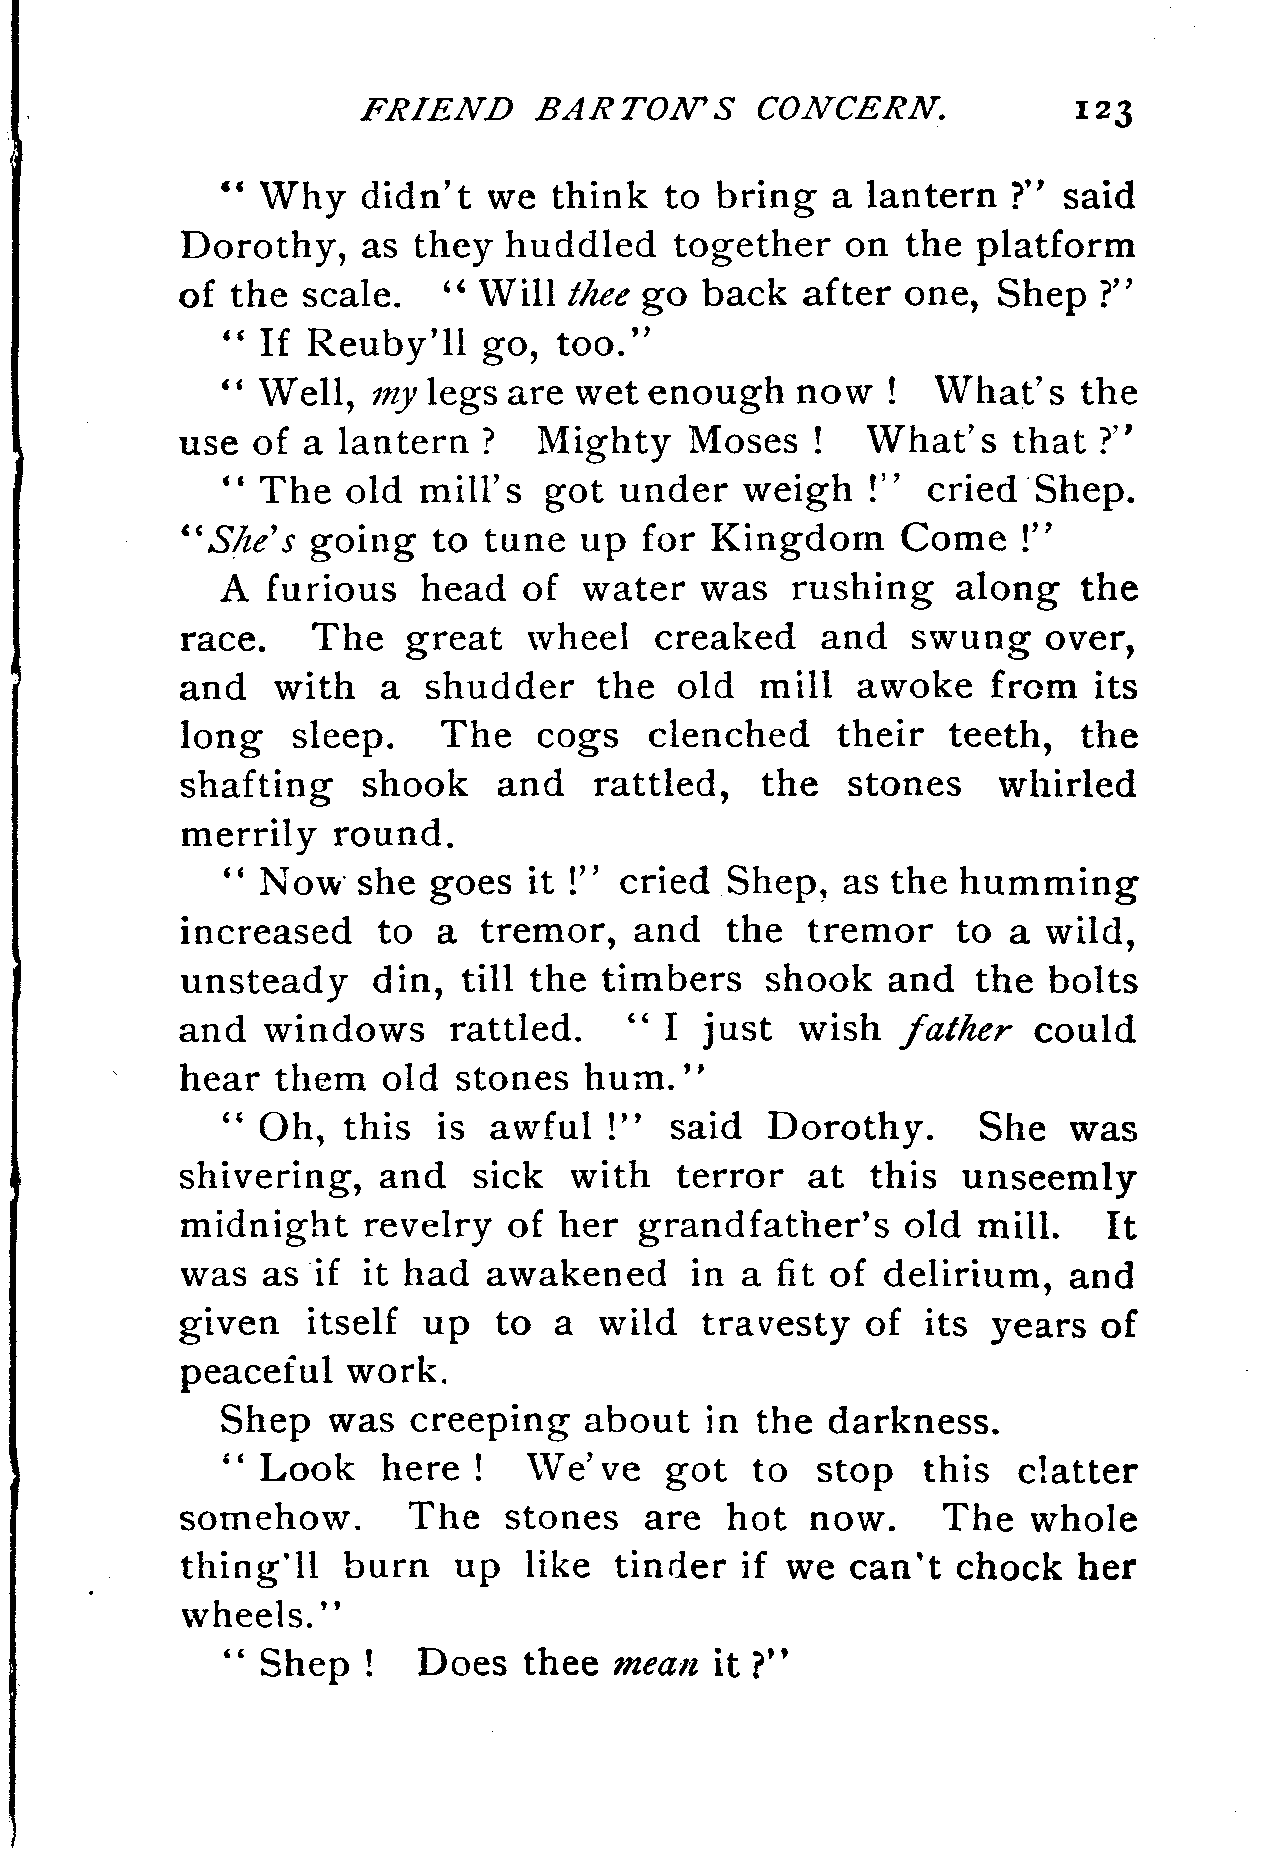 FRIEND BARTON'S CONCERN. 123
“ Why didn't we think to bring a lantern ?” said
Dorothy, as they huddled together on the platform
of the scale. “ Will thee go back after one, Shep ?”
“ If Reuby'll go, too.”
“ Well, my legs are wet enough now ! What's the
use of a lantern ? Mighty Moses ! What's that ?”
“ The old mill's got under weigh !” cried Shep.
“She's going to tune up for Kingdom Come !”
A furious head of water was rushing along the
race. The great wheel creaked and swung over,
and with a shudder the old mill awoke from its
long sleep. The cogs clenched their teeth, the
shafting shook and rattled, the stones whirled
merrily round.
“ Now she goes it !” cried Shep, as the humming
increased to a tremor, and the tremor to a wild,
unsteady din, till the timbers shook and the bolts
and windows rattled. “ I just wish father could
hear them old stones hum.”
“ Oh, this is awful !” said Dorothy. She was
shivering, and sick with terror at this unseemly
midnight revelry of her grandfather's old mill. It
was as if it had awakened in a fit of delirium, and
given itself up to a wild travesty of its years of
peaceful work.
Shep was creeping about in the darkness.
“ Look here ! We've got to stop this clatter
somehow. The stones are hot now. The whole
thing'll burn up like tinder if we can't chock her
wheels.”
“ Shep ! Does thee mean it ?”